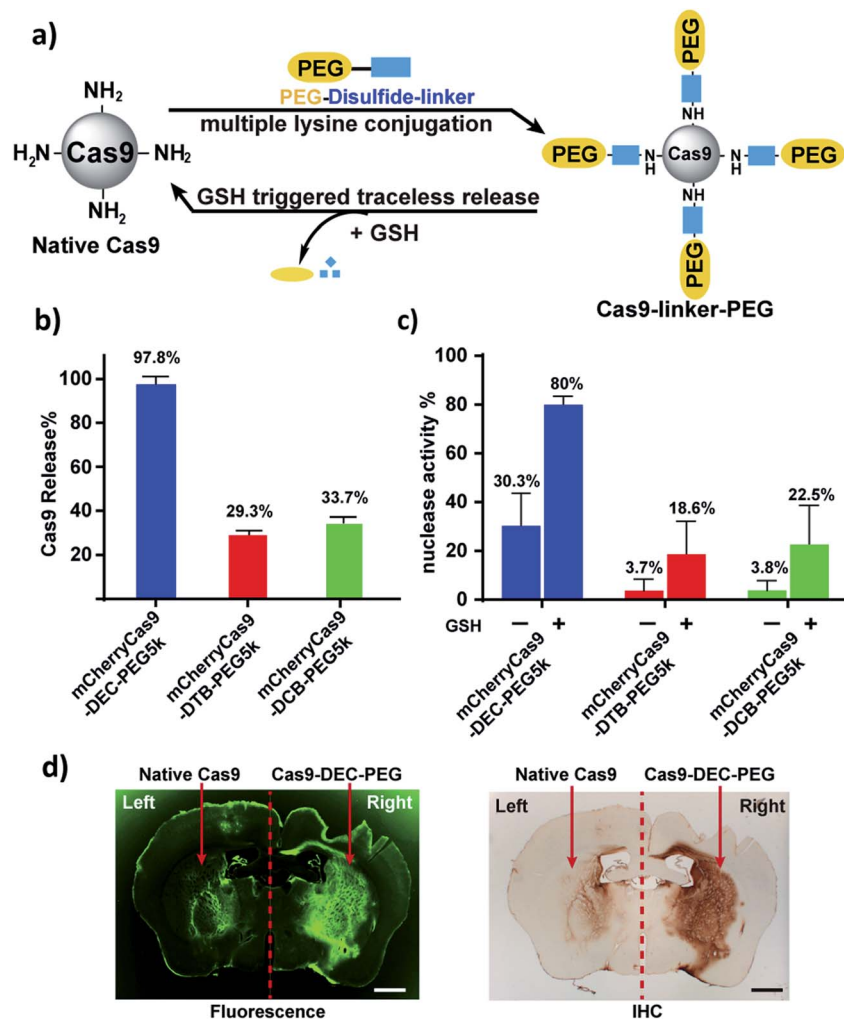 a)
PEG
PEG-Disulfide-linker
multiple lysine conjugation
GSH triggered traceless release
+ GSH
NH2
H2N
Cas9
NH2
NH2
Native Cas9
PEG
NH
PEG
N
H
Cas9
N
H
PEG
NH
PEG
Cas9-linker-PEG
b)
Cas9 Release%
100
80
60
40
20
97.8%
29.3%
33.7%
mCherryCas9
-DEC-PEG5k
mCherryCas9
-DTB-PEG5k
mCherryCas9
-DCB-PEG5k
c)
nuclease activity %
100
80
60
40
20
0
30.3%
80%
3.7%
18.6%
3.8%
22.5%
GSH — + — + — +
mCherryCas9
-DEC-PEG5k
mCherryCas9
-DTB-PEG5k
mCherryCas9
-DCB-PEG5k
d)
Native Cas9 Cas9-DEC-PEG
Left Right
Fluorescence
Native Cas9 Cas9-DEC-PEG
Left Right
IHC